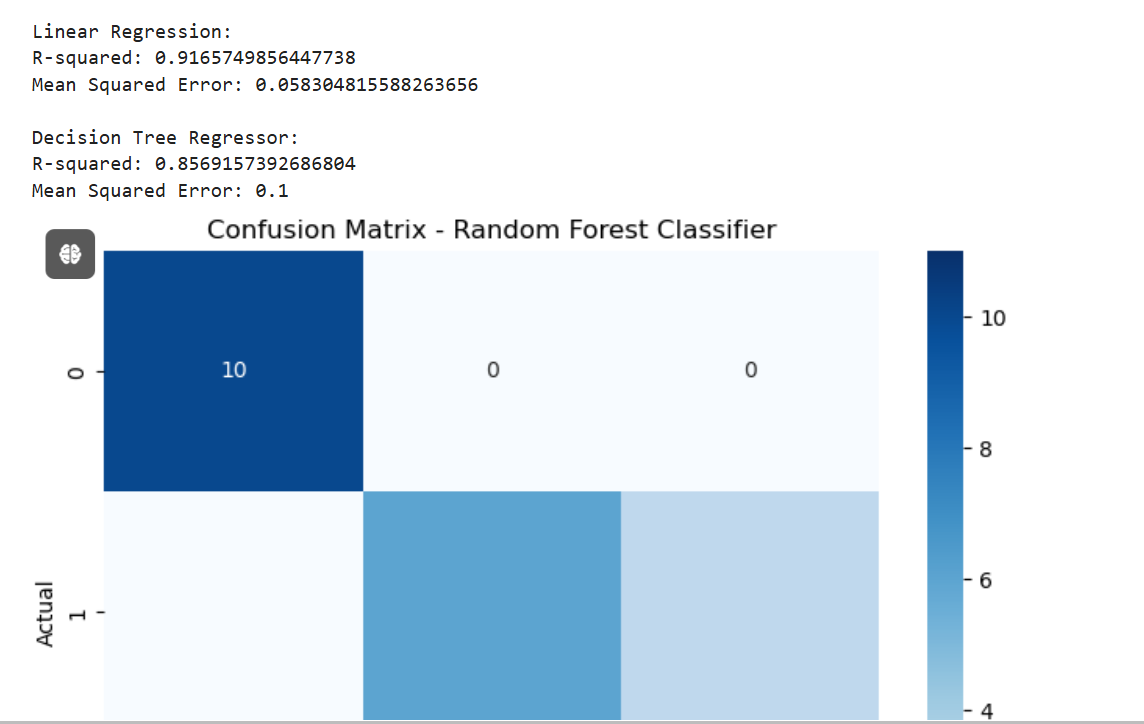 Linear Regression:
R-squared: 0.9165749856447738
Mean Squared Error: 0.058304815588263656
Decision Tree Regressor:
R-squared: 0.8569157392686804
Mean Squared Error: 0.1
Confusion Matrix - Random Forest Classifier
10
0 10 0 0
8
6
Actual 1
4